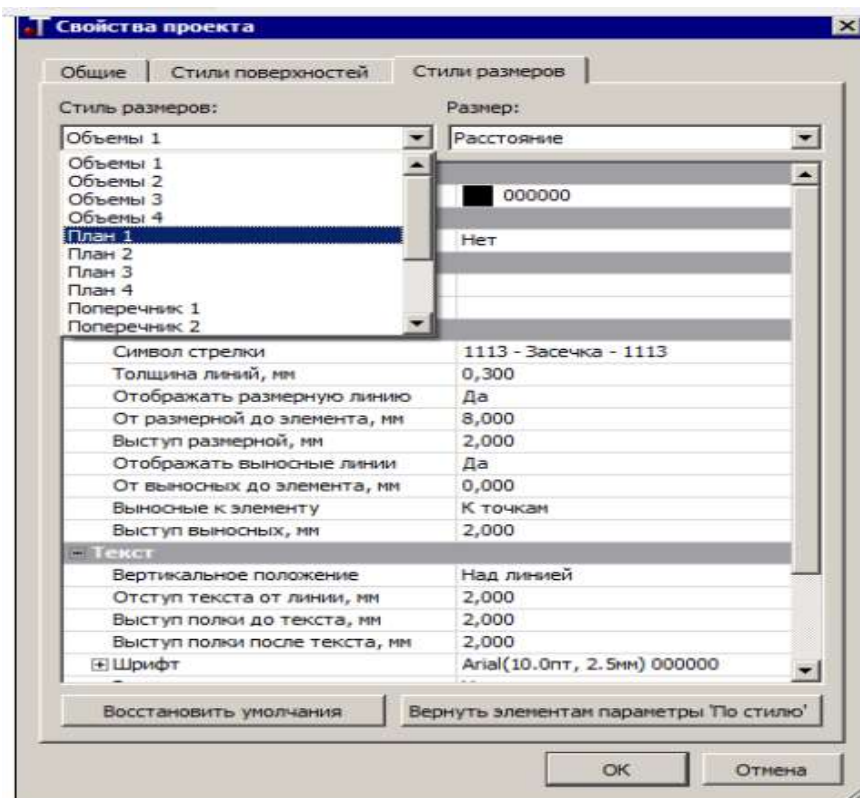 Свойства проекта
Общие Стили поверхностей Стили размеров
Стиль размеров: Размер:
Объемы 1 Расстояние
Объемы 1
Объемы 2 000000
Объемы 3
Объемы 4
План 1 Нет
План 2
План 3
План 4
Поперечник 1
Поперечник 2
Символ стрелки 1113 - Засечка - 1113
Толщина линий, мм 0,300
Отображать размерную линию Да
От размерной до элемента, мм 8,000
Выступ размерной, мм 2,000
Отображать выносные линии Да
От выносных до элемента, мм 0,000
Выносные к элементу К точкам
Выступ выносных, мм 2,000
Текст
Вертикальное положение Над линией
Отступ текста от линии, мм 2,000
Выступ полки до текста, мм 2,000
Выступ полки после текста, мм 2,000
Шрифт Arial(10.0пт, 2.5мм) 000000
Восстановить умолчания Вернуть элементам параметры 'По стилю'
OK Отмена